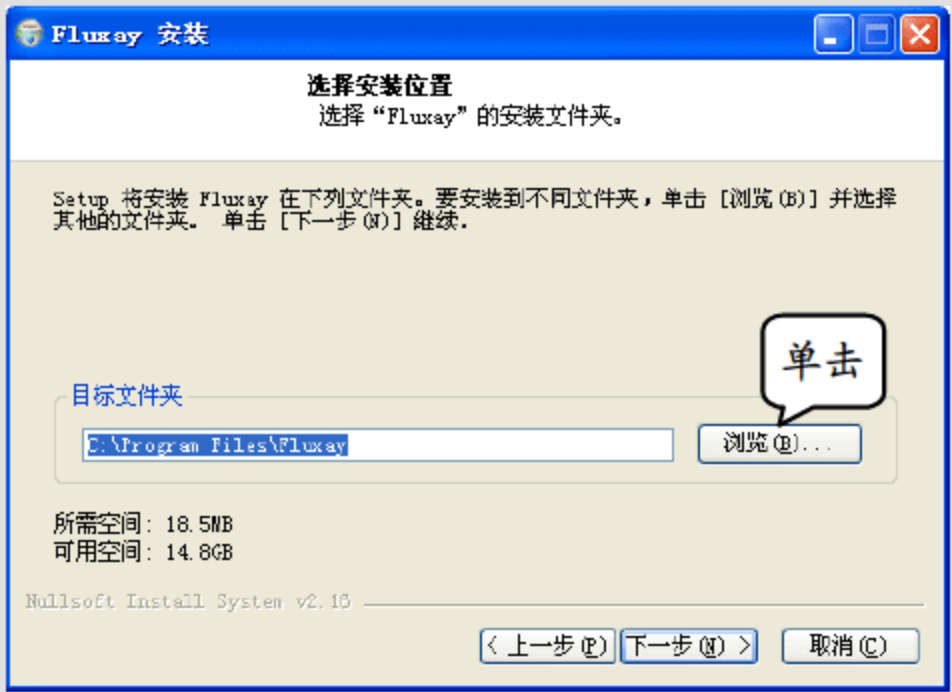 Fluxay 安装
选择安装位置
选择“Fluxay”的安装文件夹。
Setup 将安装 Fluxay 在下列文件夹。要安装到不同文件夹，单击 [浏览(B)] 并选择
其他的文件夹。 单击 [下一步(N)] 继续.
单击
目标文件夹
C:\Program Files\Fluxay
浏览(B)...
所需空间: 18.5MB
可用空间: 14.8GB
Nullsoft Install System v2.16
< 上一步(P) 下一步(N) > 取消(C)